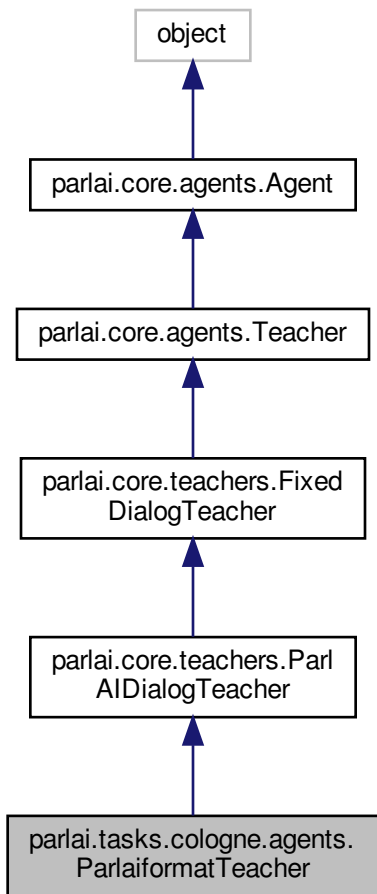 object
parlai.core.agents.Agent
parlai.core.agents.Teacher
parlai.core.teachers.Fixed
DialogTeacher
parlai.core.teachers.Parl
AIDialogTeacher
parlai.tasks.cologne.agents.
ParlaiformatTeacher